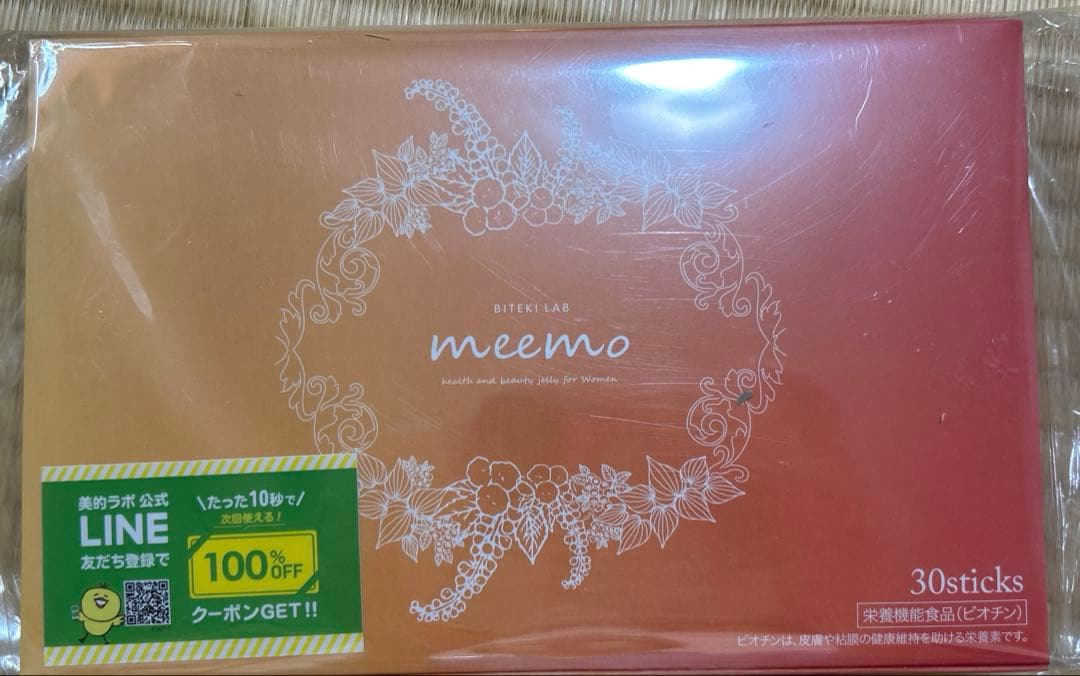 BITEKI LAB
meemo
health and beauty jelly for Women
美的ラボ 公式
LINE
友だち登録で
\たった10秒で/
次回使える!
100%OFF
クーポンGET!!
30sticks
栄養機能食品(ビオチン)
ビオチンは、皮膚や粘膜の健康維持を助ける栄養素です。